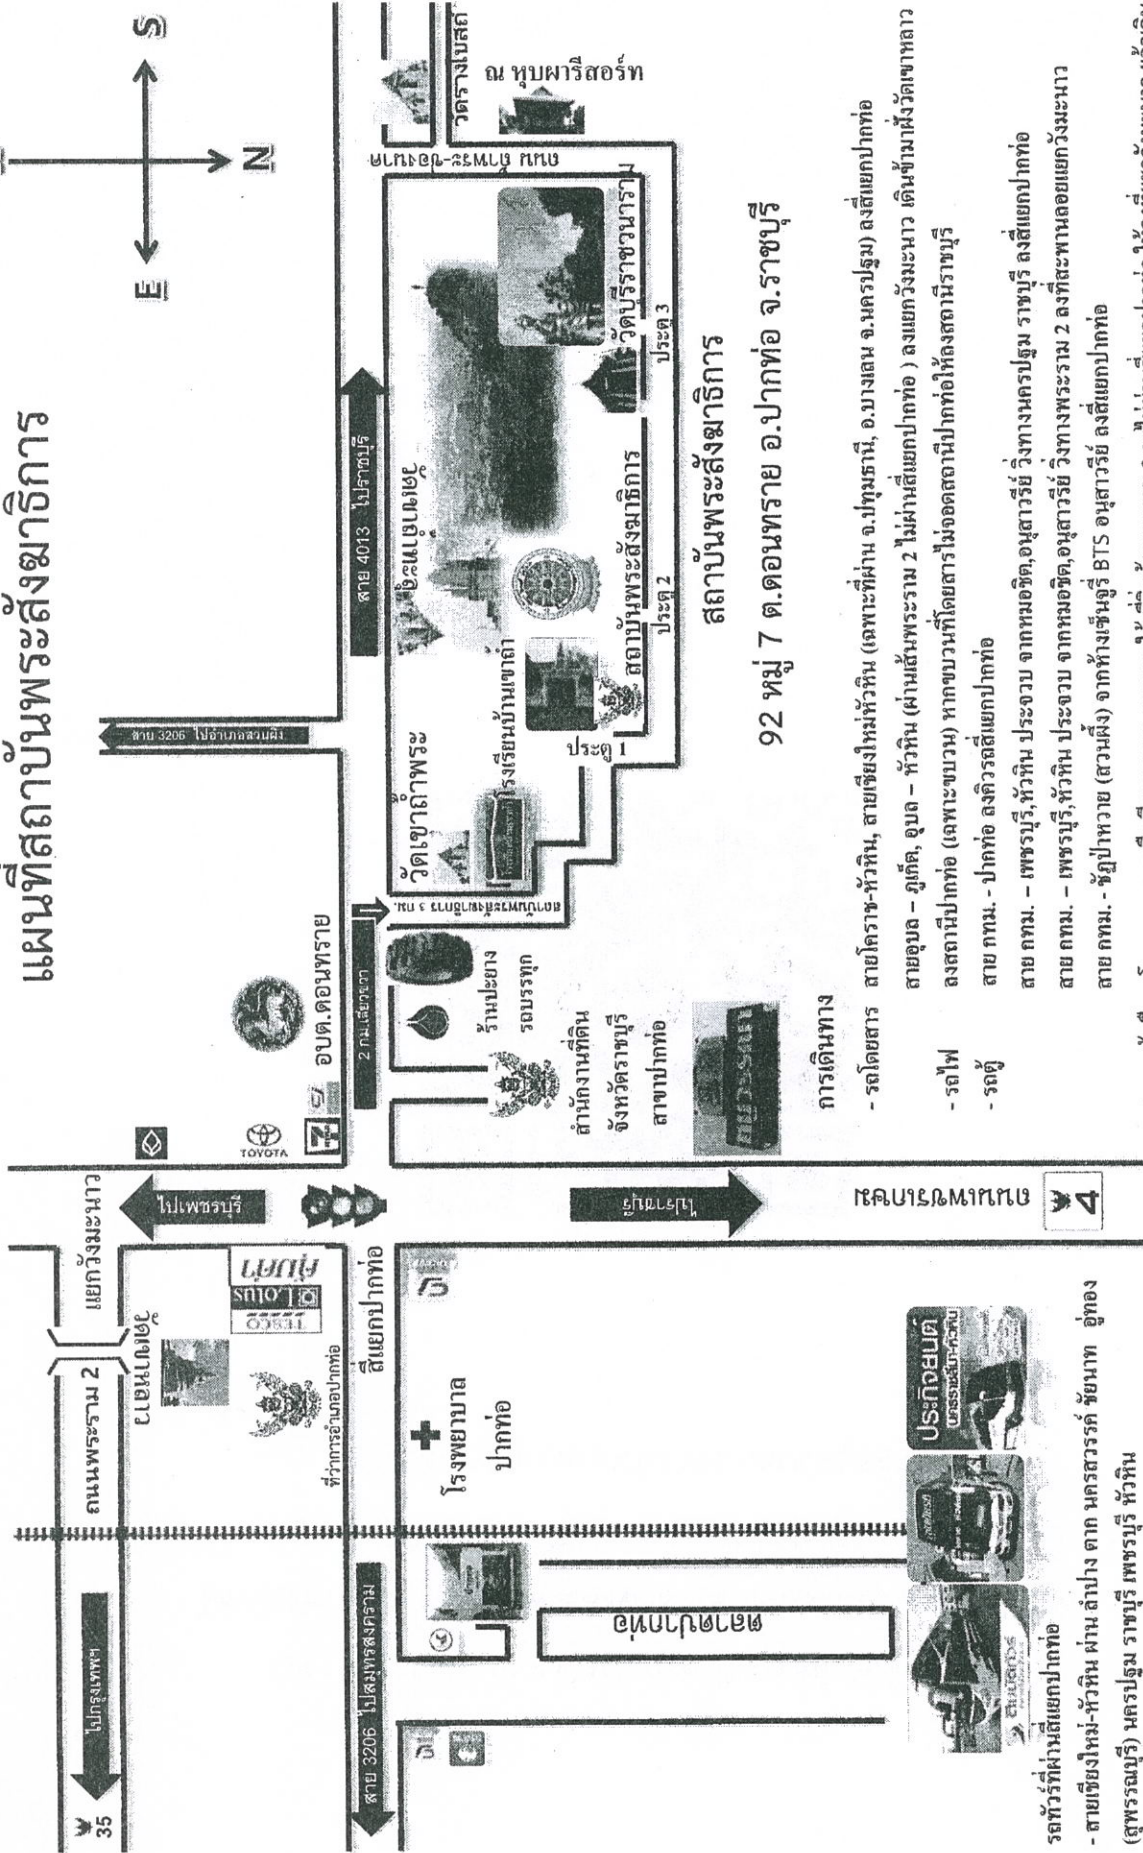 แผนที่สถาบันพระสังฆาธิการ
E
S
N
35
ไปกรุงเทพฯ
ถนนพระราม 2
แยกวังมะนาว
วัดเขาหลาว
ที่ว่าการอำเภอปากท่อ
TESCO
Lotus
คุ้มค่า
ไปเพชรบุรี
TOYOTA
7
อบต.ดอนทราย
สาย 3206 ไปอำเภอสวนผึ้ง
สาย 4013 ไปราชบุรี
สาย 3206 ไปสมุทรสงคราม
สี่แยกปากท่อ
2 กม.เลี้ยวขวา
สถาบันพระสังฆาธิการ 3 กม.
วัดเขาถ้ำพระ
โรงเรียนบ้านเขาถ้ำ
วัดเขาถ้ำทะลุ
สถาบันพระสังฆาธิการ
วัดบุรีราชวนาราม
ประตู 1
ประตู 2
ประตู 3
ถนน ถ้ำพระ-ซองนาค
วัดรางโบสถ์
ณ หุบผารีสอร์ท
โรงพยาบาล
ปากท่อ
ตลาดปากท่อ
ไปราชบุรี
ถนนเพชรเกษม
4
ร้านปะยาง
รถบรรทุก
สำนักงานที่ดิน
จังหวัดราชบุรี
สาขาปากท่อ
สถาบันพระสังฆาธิการ
92 หมู่ 7 ต.ดอนทราย อ.ปากท่อ จ.ราชบุรี
การเดินทาง
- รถโดยสาร สายโคราช-หัวหิน, สายเชียงใหม่หัวหิน (เฉพาะที่ผ่าน จ.ปทุมธานี, อ.บางเลน จ.นครปฐม) ลงสี่แยกปากท่อ
สายอุบล – ภูเก็ต, อุบล – หัวหิน (ผ่านเส้นพระราม 2 ไม่ผ่านสี่แยกปากท่อ ) ลงแยกวังมะนาว เดินข้ามาฝั่งวัดเขาหลาว
- รถไฟ ลงสถานีปากท่อ (เฉพาะขบวน) หากขบวนที่โดยสารไม่จอดสถานีปากท่อให้ลงสถานีราชบุรี
- รถตู้ สาย กทม. - ปากท่อ ลงคิวรถสี่แยกปากท่อ
สาย กทม. – เพชรบุรี,หัวหิน ประจวบ จากหมอชิต,อนุสาวรีย์ วิ่งทางนครปฐม ราชบุรี ลงสี่แยกปากท่อ
สาย กทม. – เพชรบุรี,หัวหิน ประจวบ จากหมอชิต,อนุสาวรีย์ วิ่งทางพระราม 2 ลงที่สะพานลอยแยกวังมะนาว
สาย กทม. - ชัฏป่าหวาย (สวนผึ้ง) จากห้างเซ็นจูรี่ BTS อนุสาวรีย์ ลงสี่แยกปากท่อ
ประกิจยนต์
นครราชสีมา-หัวหิน
รถทัวร์ที่ผ่านสี่แยกปากท่อ
- สายเชียงใหม่-หัวหิน ผ่าน ลำปาง ตาก นครสวรรค์ ชัยนาท อู่ทอง
(สุพรรณบุรี) นครปฐม ราชบุรี เพชรบุรี หัวหิน